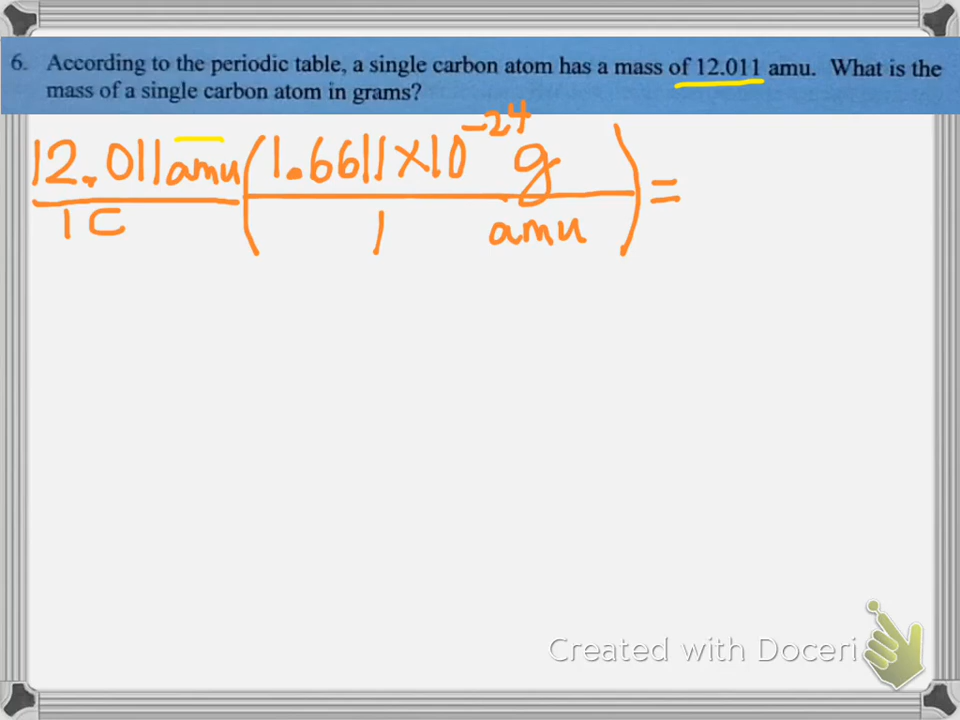 6. According to the periodic table, a single carbon atom has a mass of 12.011 amu. What is the
mass of a single carbon atom in grams?
12.011 amu (1.6611 × 10⁻²⁴ g) =
1 C 1 amu
Created with Doceri